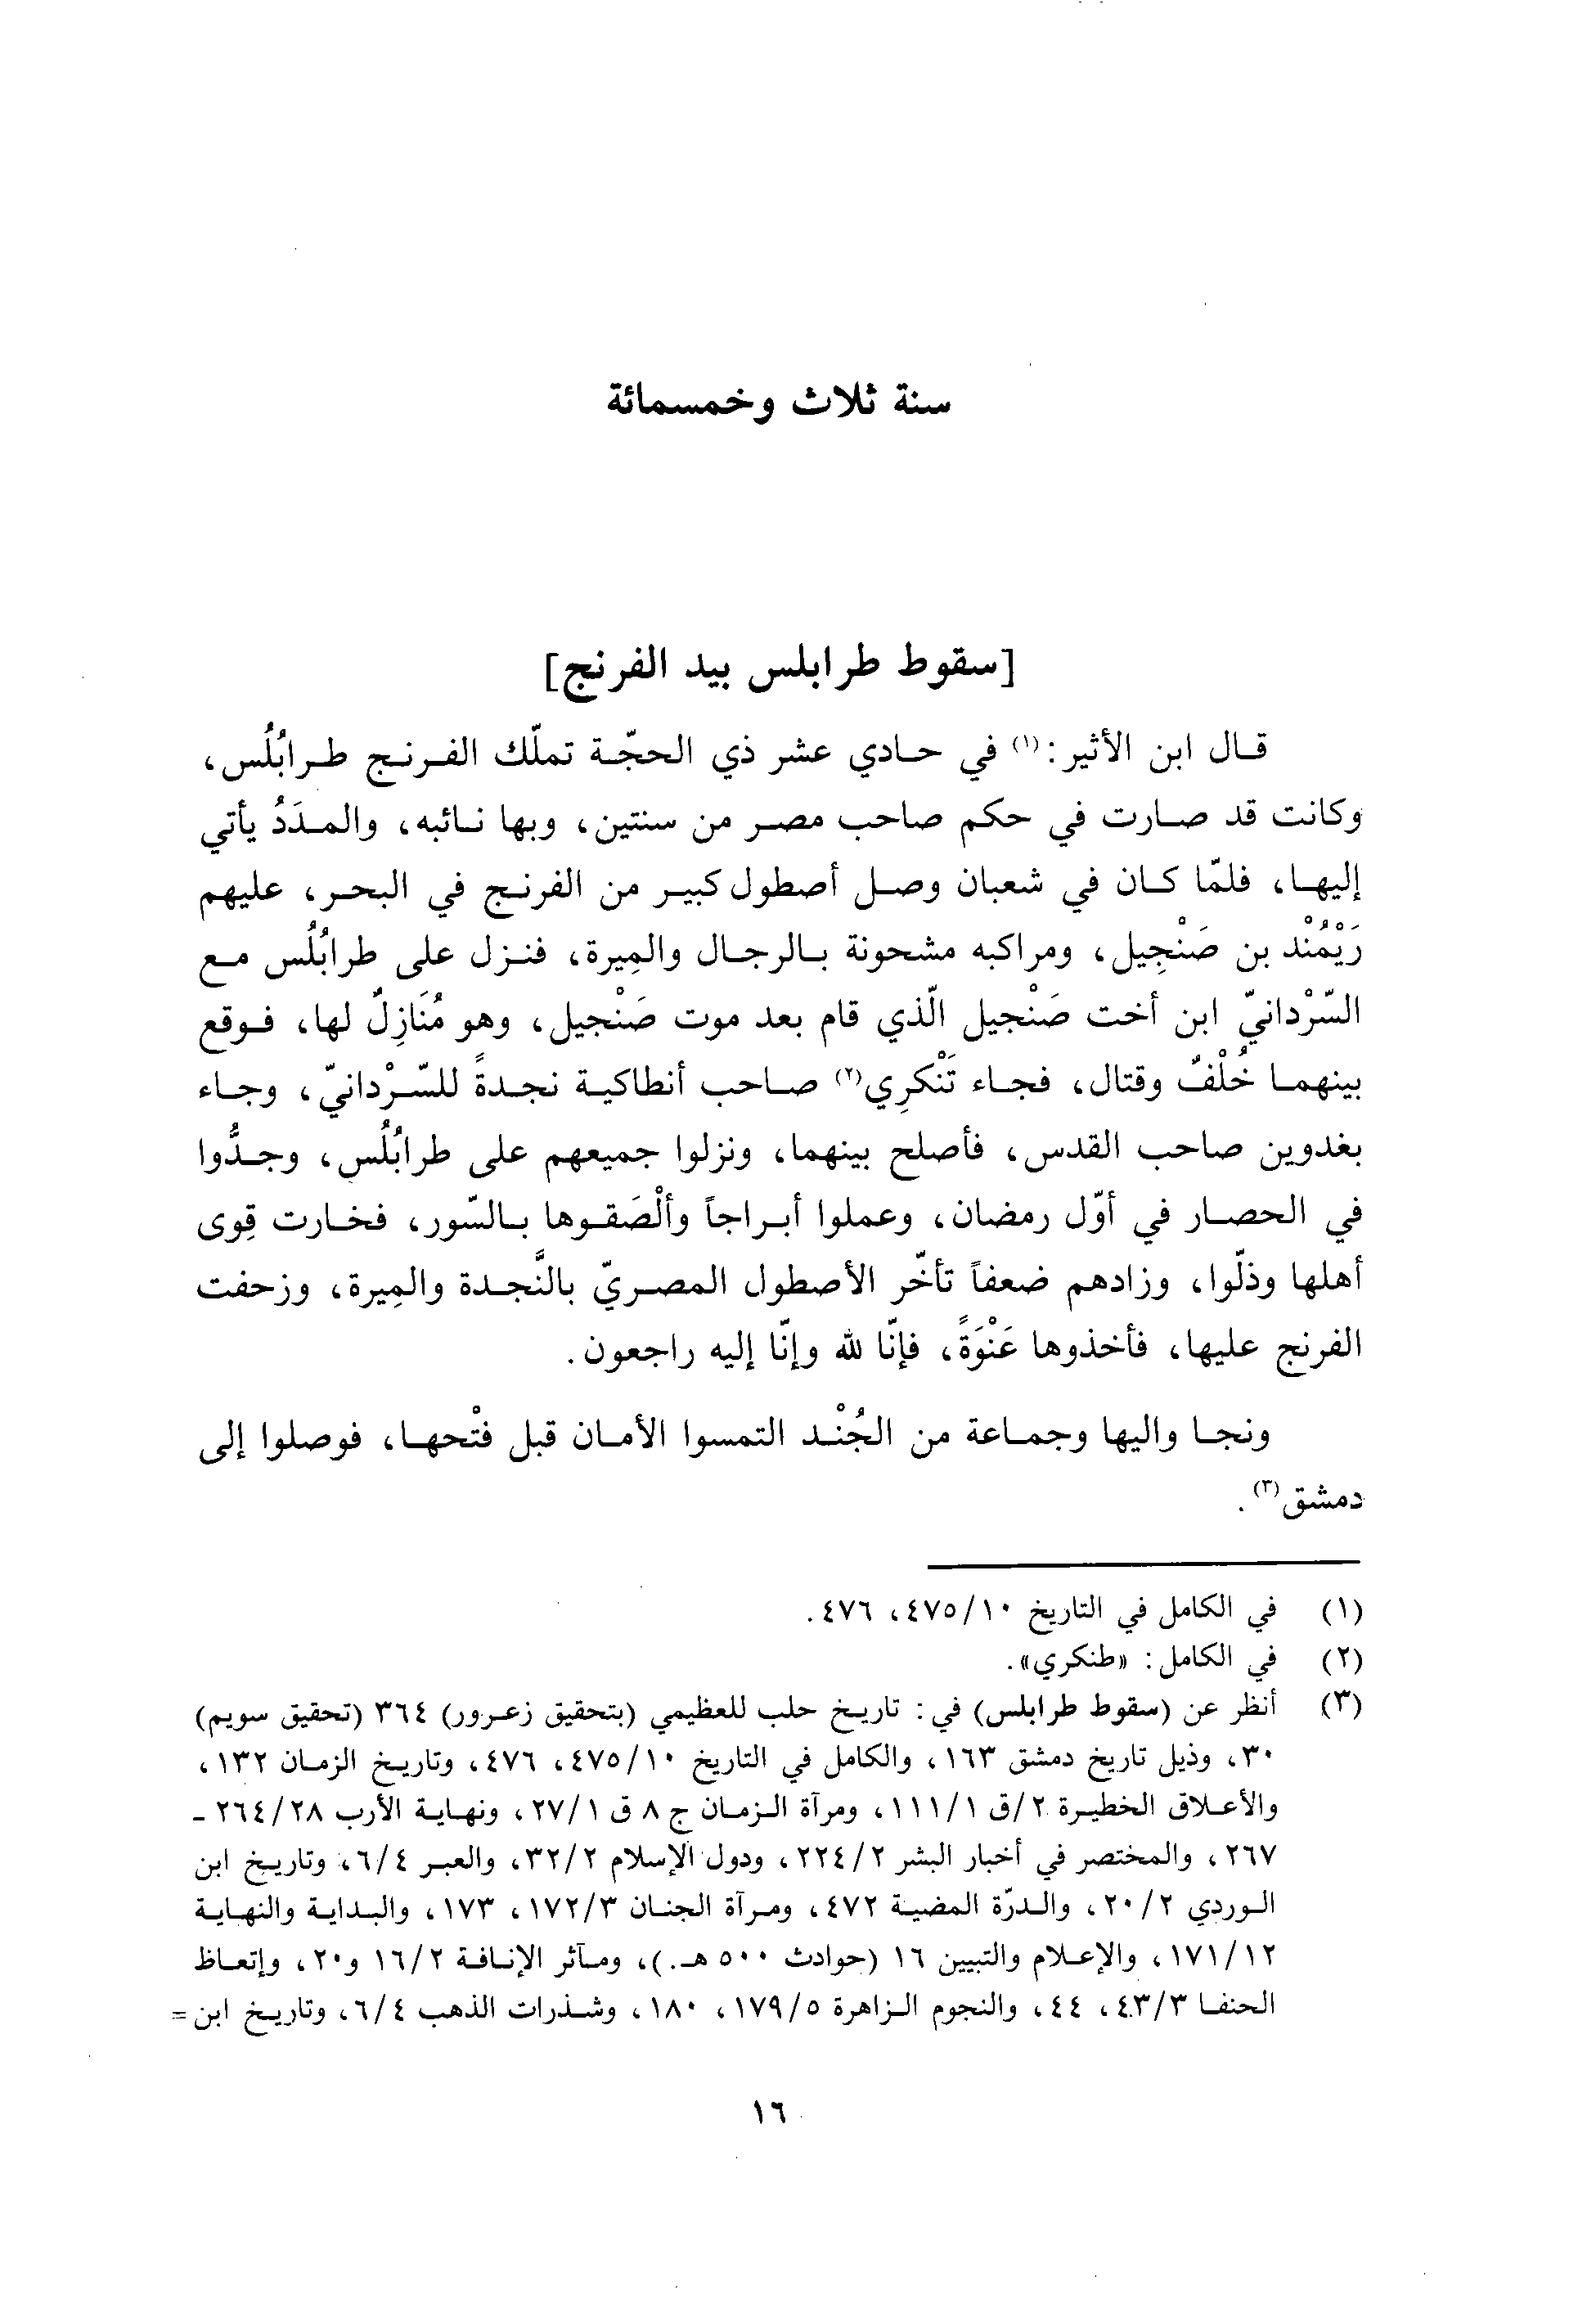 سنة ثلاث وخمسمائة
[سقوط طرابلس بيد الفرنج]
قال ابن الأثير:(١) في حادي عشر ذي الحجّة تملّك الفرنج طرابُلُس،
وكانت قد صارت في حكم صاحب مصر من سنتين، وبها نائبه، والمدَدُ يأتي
إليها، فلمّا كان في شعبان وصل أصطول كبير من الفرنج في البحر، عليهم
رَيْمُنْد بن صَنْجِيل، ومراكبه مشحونة بالرجال والمِيرة، فنزل على طرابُلُس مع
السّرْدانيّ ابن أخت صَنْجيل الّذي قام بعد موت صَنْجيل، وهو مُنَازِلٌ لها، فوقع
بينهما خُلْفٌ وقتال، فجاء تَنْكرِي(٢) صاحب أنطاكية نجدةً للسّرْدانيّ، وجاء
بغدوين صاحب القدس، فأصلح بينهما، ونزلوا جميعهم على طرابُلُس، وجدُّوا
في الحصار في أوّل رمضان، وعملوا أبراجاً وألْصَقوها بالسّور، فخارت قِوى
أهلها وذلّوا، وزادهم ضعفاً تأخّر الأصطول المصريّ بالنَّجدة والمِيرة، وزحفت
الفرنج عليها، فأخذوها عَنْوَةً، فإنّا لله وإنّا إليه راجعون.
ونجا واليها وجماعة من الجُنْد التمسوا الأمان قبل فتْحها، فوصلوا إلى
دمشق(٣).
(١) في الكامل في التاريخ ٤٧٥/١٠، ٤٧٦.
(٢) في الكامل: «طنكري».
(٣) أنظر عن (سقوط طرابلس) في: تاريخ حلب للعظيمي (بتحقيق زعرور) ٣٦٤ (تحقيق سويم)
٣٠، وذيل تاريخ دمشق ١٦٣، والكامل في التاريخ ٤٧٥/١٠، ٤٧٦، وتاريخ الزمان ١٣٢،
والأعلاق الخطيرة ٢/ق ١١١/١، ومرآة الزمان ج ٨ ق ٢٧/١، ونهاية الأرب ٢٦٤/٢٨ -
٢٦٧، والمختصر في أخبار البشر ٢٢٤/٢، ودول الإسلام ٣٢/٢، والعبر ٦/٤، وتاريخ ابن
الوردي ٢٠/٢، والدرّة المضية ٤٧٢، ومرآة الجنان ١٧٢/٣، ١٧٣، والبداية والنهاية
١٧١/١٢، والإعلام والتبيين ١٦ (حوادث ٥٠٠ هـ.)، ومآثر الإنافة ١٦/٢ و٢٠، وإتعاظ
الحنفا ٤٣/٣، ٤٤، والنجوم الزاهرة ١٧٩/٥، ١٨٠، وشذرات الذهب ٦/٤، وتاريخ ابن =
١٦